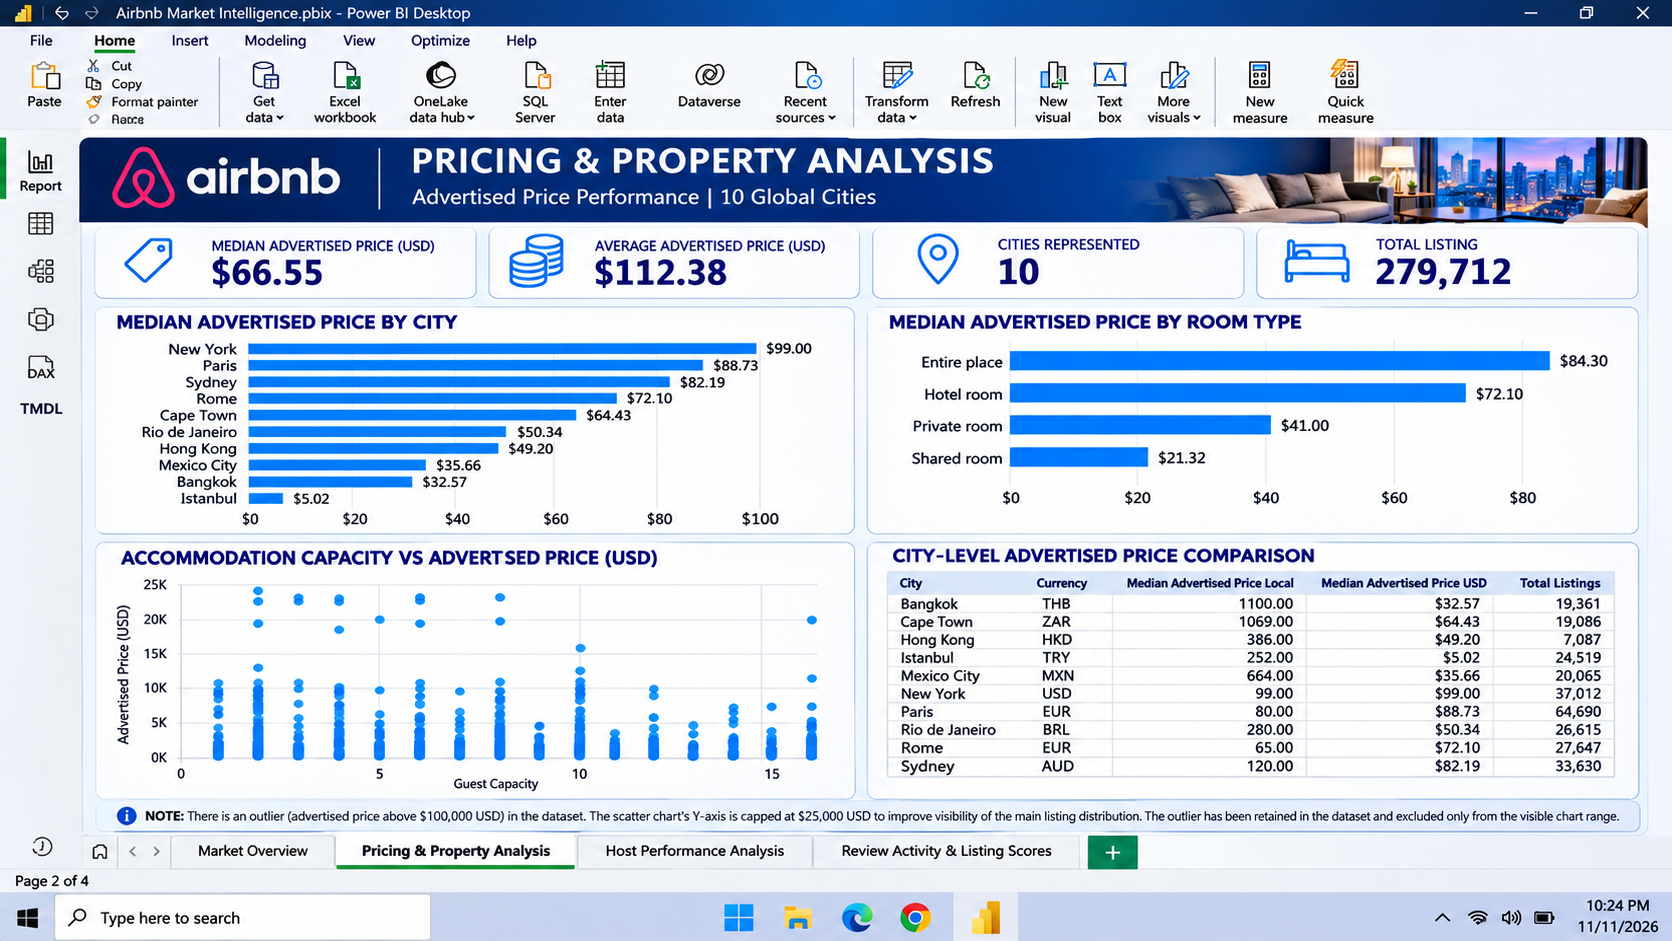 Airbnb Market Intelligence.pbix - Power BI Desktop
File Home Insert Modeling View Optimize Help
Paste
Cut
Copy
Format painter
Get data
Excel workbook
OneLake data hub
SQL Server
Enter data
Dataverse
Recent sources
Transform data
Refresh
New visual
Text box
More visuals
New measure
Quick measure
Report
DAX
TMDL
airbnb
PRICING & PROPERTY ANALYSIS
Advertised Price Performance | 10 Global Cities
MEDIAN ADVERTISED PRICE (USD)
$66.55
AVERAGE ADVERTISED PRICE (USD)
$112.38
CITIES REPRESENTED
10
TOTAL LISTING
279,712
MEDIAN ADVERTISED PRICE BY CITY
New York $99.00
Paris $88.73
Sydney $82.19
Rome $72.10
Cape Town $64.43
Rio de Janeiro $50.34
Hong Kong $49.20
Mexico City $35.66
Bangkok $32.57
Istanbul $5.02
$0 $20 $40 $60 $80 $100
MEDIAN ADVERTISED PRICE BY ROOM TYPE
Entire place $84.30
Hotel room $72.10
Private room $41.00
Shared room $21.32
$0 $20 $40 $60 $80
ACCOMMODATION CAPACITY VS ADVERTSED PRICE (USD)
Advertised Price (USD)
25K
20K
15K
10K
5K
0K
0 5 10 15
Guest Capacity
CITY-LEVEL ADVERTISED PRICE COMPARISON
City Currency Median Advertised Price Local Median Advertised Price USD Total Listings
Bangkok THB 1100.00 $32.57 19,361
Cape Town ZAR 1069.00 $64.43 19,086
Hong Kong HKD 386.00 $49.20 7,087
Istanbul TRY 252.00 $5.02 24,519
Mexico City MXN 664.00 $35.66 20,065
New York USD 99.00 $99.00 37,012
Paris EUR 80.00 $88.73 64,690
Rio de Janeiro BRL 280.00 $50.34 26,615
Rome EUR 65.00 $72.10 27,647
Sydney AUD 120.00 $82.19 33,630
NOTE: There is an outlier (advertised price above $100,000 USD) in the dataset. The scatter chart's Y-axis is capped at $25,000 USD to improve visibility of the main listing distribution. The outlier has been retained in the dataset and excluded only from the visible chart range.
Market Overview Pricing & Property Analysis Host Performance Analysis Review Activity & Listing Scores +
Page 2 of 4
Type here to search
10:24 PM
11/11/2026